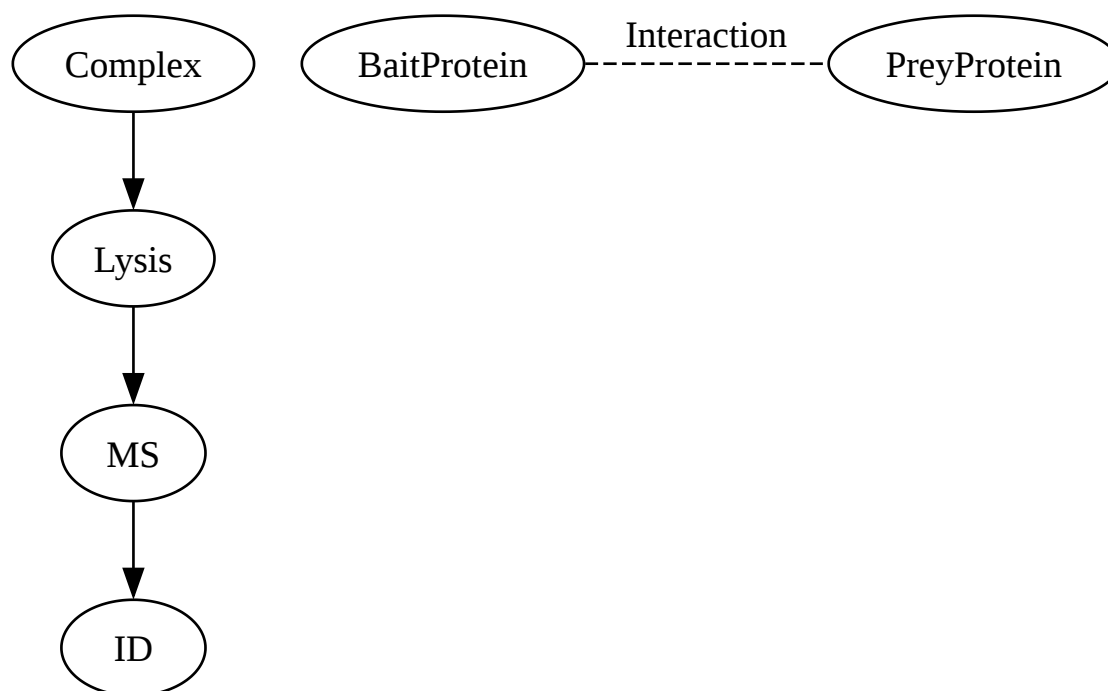 Complex
BaitProtein
Interaction
PreyProtein
Lysis
MS
ID